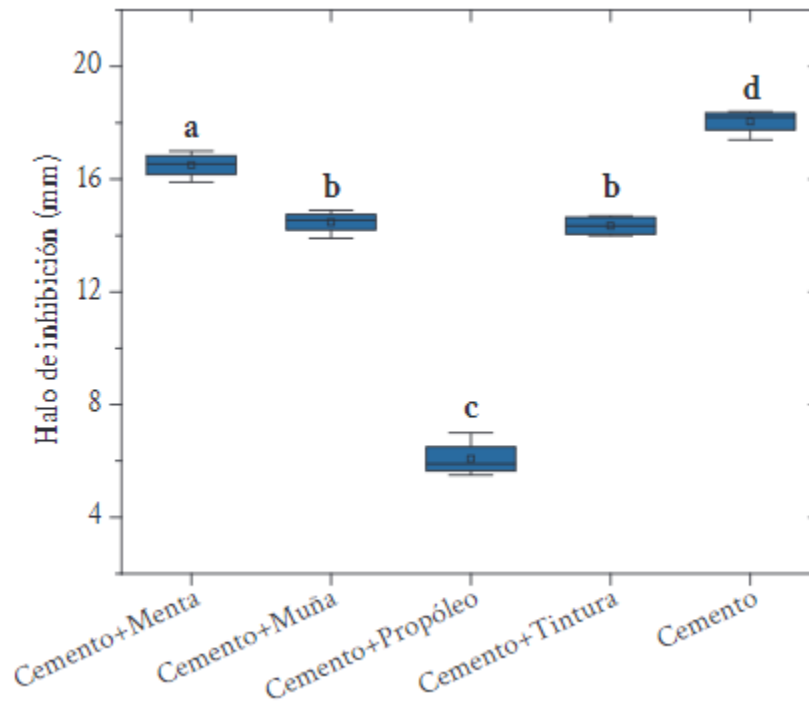 Halo de inhibición (mm)
20
16
12
8
4
a
b
c
b
d
Cemento+Menta
Cemento+Muña
Cemento+Propóleo
Cemento+Tintura
Cemento